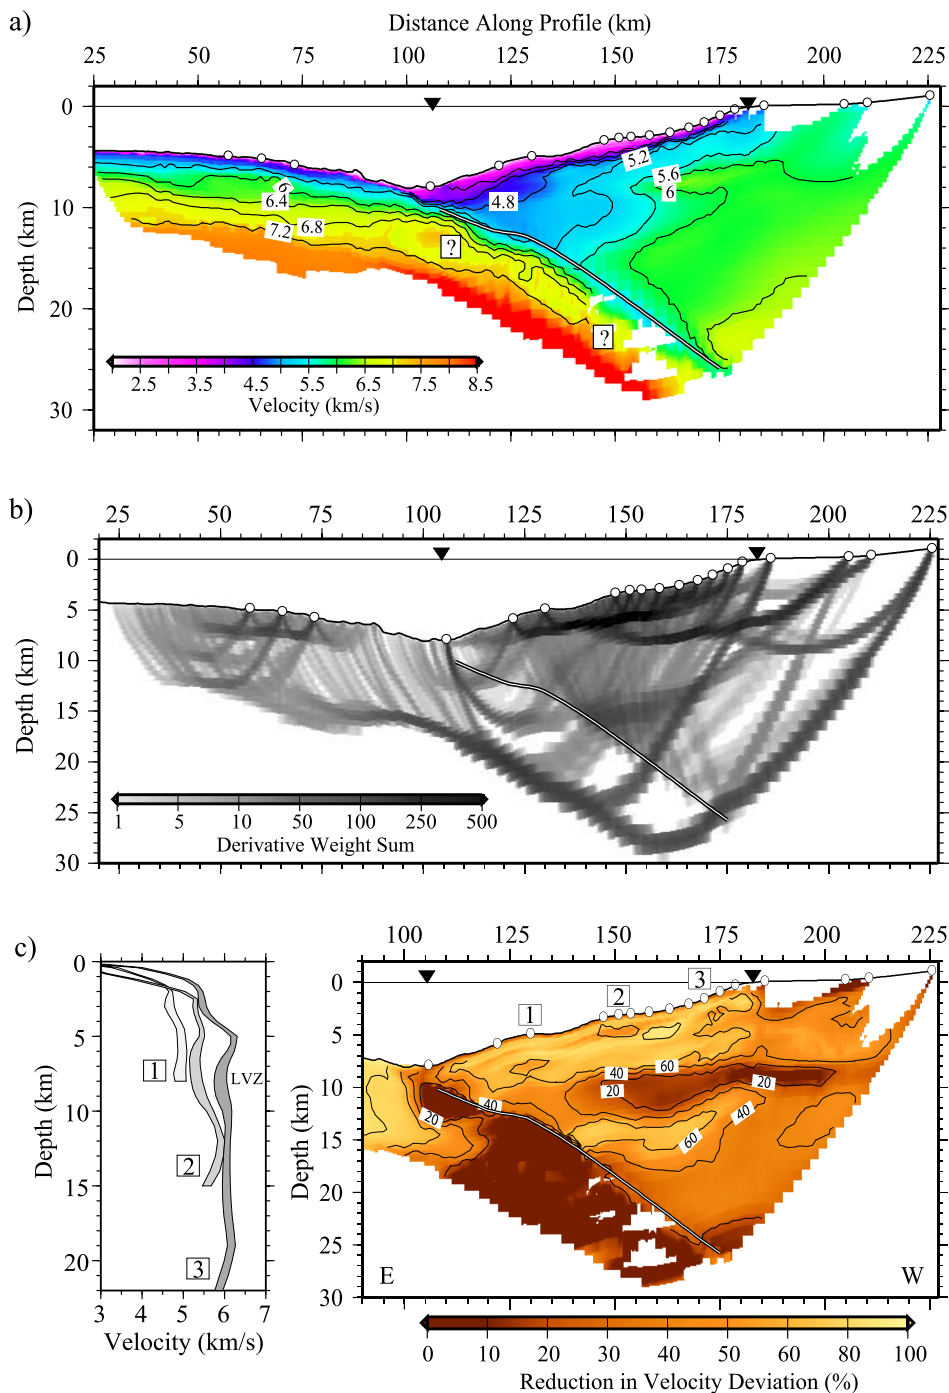 a)
Distance Along Profile (km)
25 50 75 100 125 150 175 200 225
0
10
20
30
Depth (km)
5.2
5.6
6
4.8
6
6.4
6.8
7.2
?
?
2.5 3.5 4.5 5.5 6.5 7.5 8.5
Velocity (km/s)
b)
25 50 75 100 125 150 175 200 225
0
5
10
15
20
25
30
Depth (km)
1 5 10 50 100 250 500
Derivative Weight Sum
c)
0
5
10
15
20
Depth (km)
1
2
3
LVZ
3 4 5 6 7
Velocity (km/s)
100 125 150 175 200 225
0
5
10
15
20
25
30
Depth (km)
1
2
3
40
60
20
20
40
20
40
60
E
W
0 10 20 30 40 50 60 80 100
Reduction in Velocity Deviation (%)